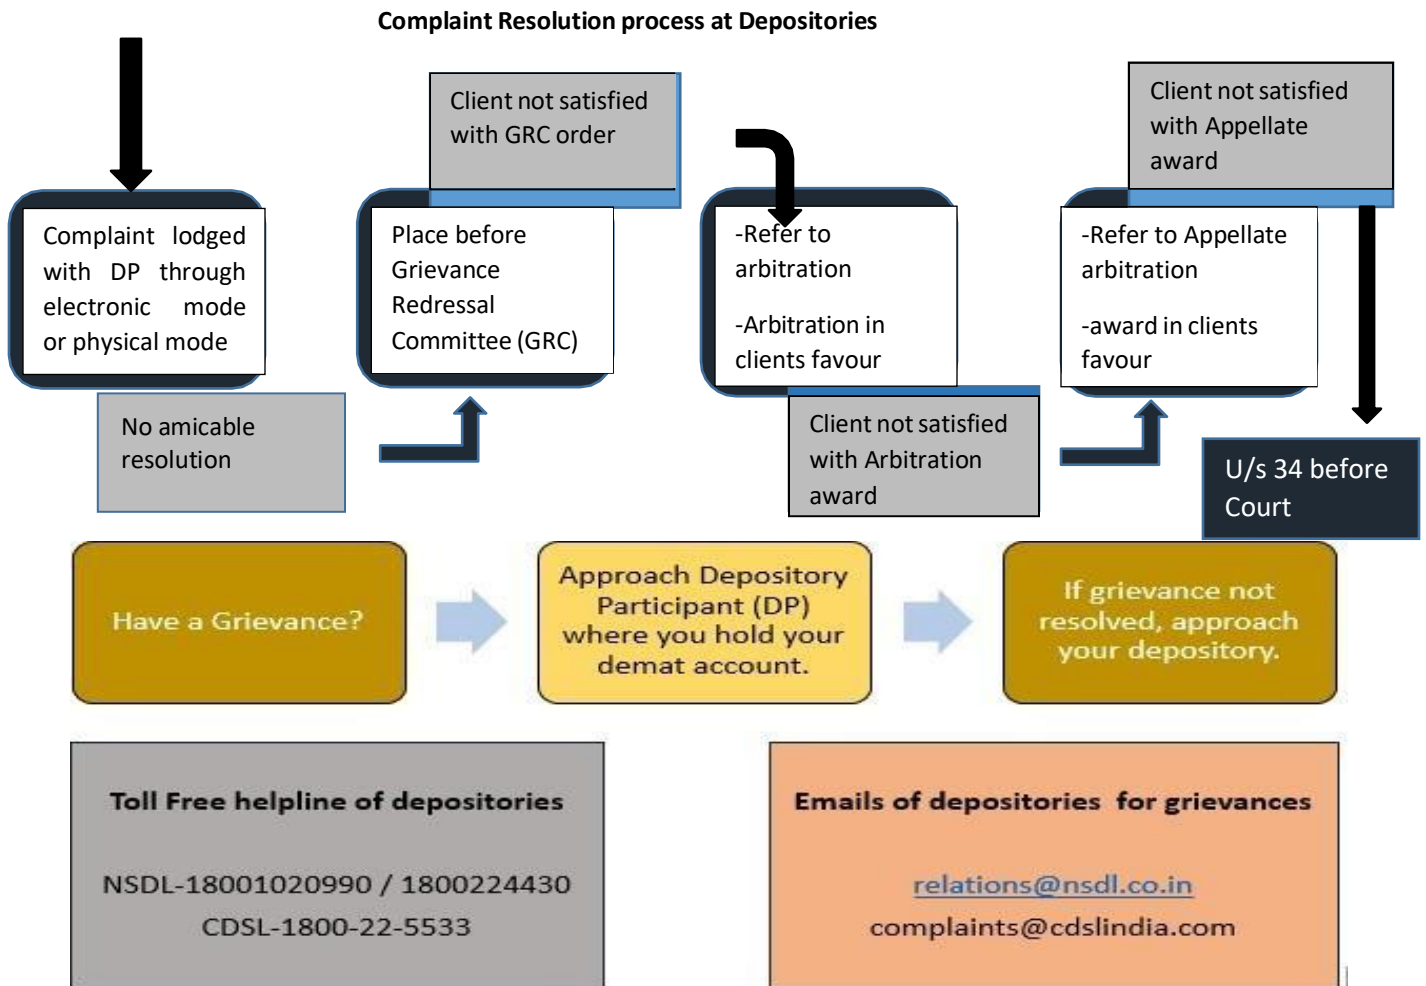 Complaint Resolution process at Depositories
Complaint lodged
with DP through
electronic mode
or physical mode
No amicable
resolution
Place before
Grievance
Redressal
Committee (GRC)
Client not satisfied
with GRC order
-Refer to
arbitration
-Arbitration in
clients favour
Client not satisfied
with Arbitration
award
-Refer to Appellate
arbitration
-award in clients
favour
Client not satisfied
with Appellate
award
U/s 34 before
Court
Have a Grievance?
Approach Depository
Participant (DP)
where you hold your
demat account.
If grievance not
resolved, approach
your depository.
Toll Free helpline of depositories
NSDL-18001020990 / 1800224430
CDSL-1800-22-5533
Emails of depositories for grievances
relations@nsdl.co.in
complaints@cdslindia.com